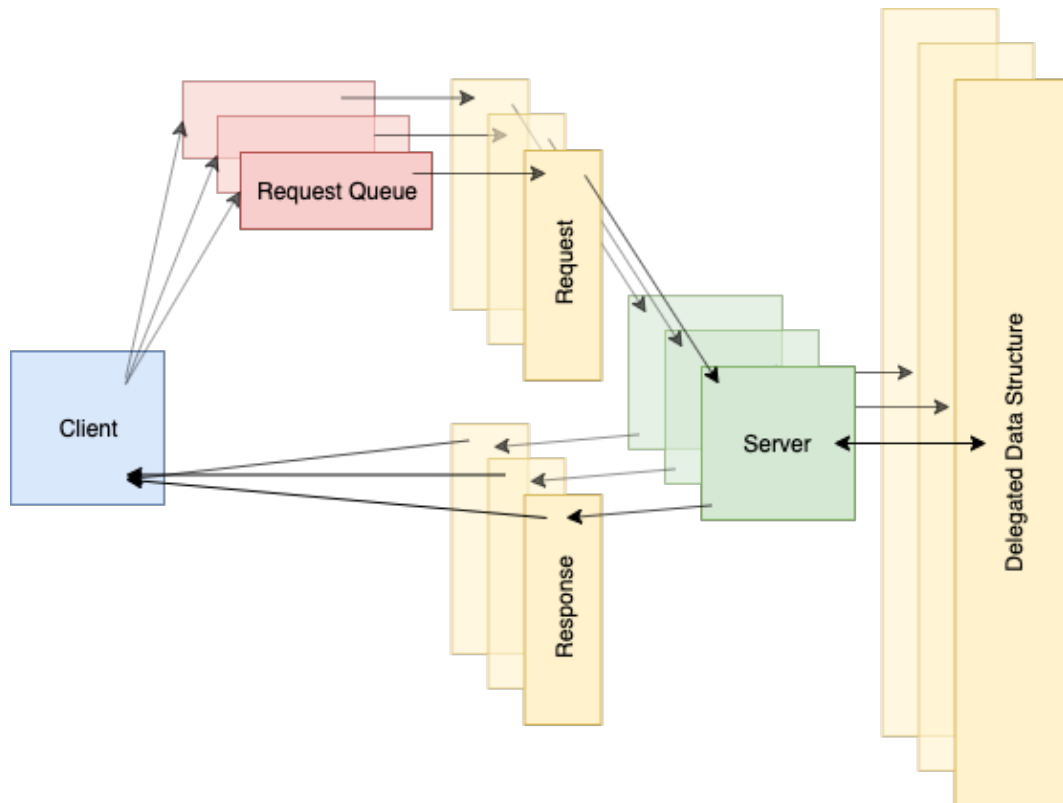 Request Queue
Request
Client
Server
Delegated Data Structure
Response